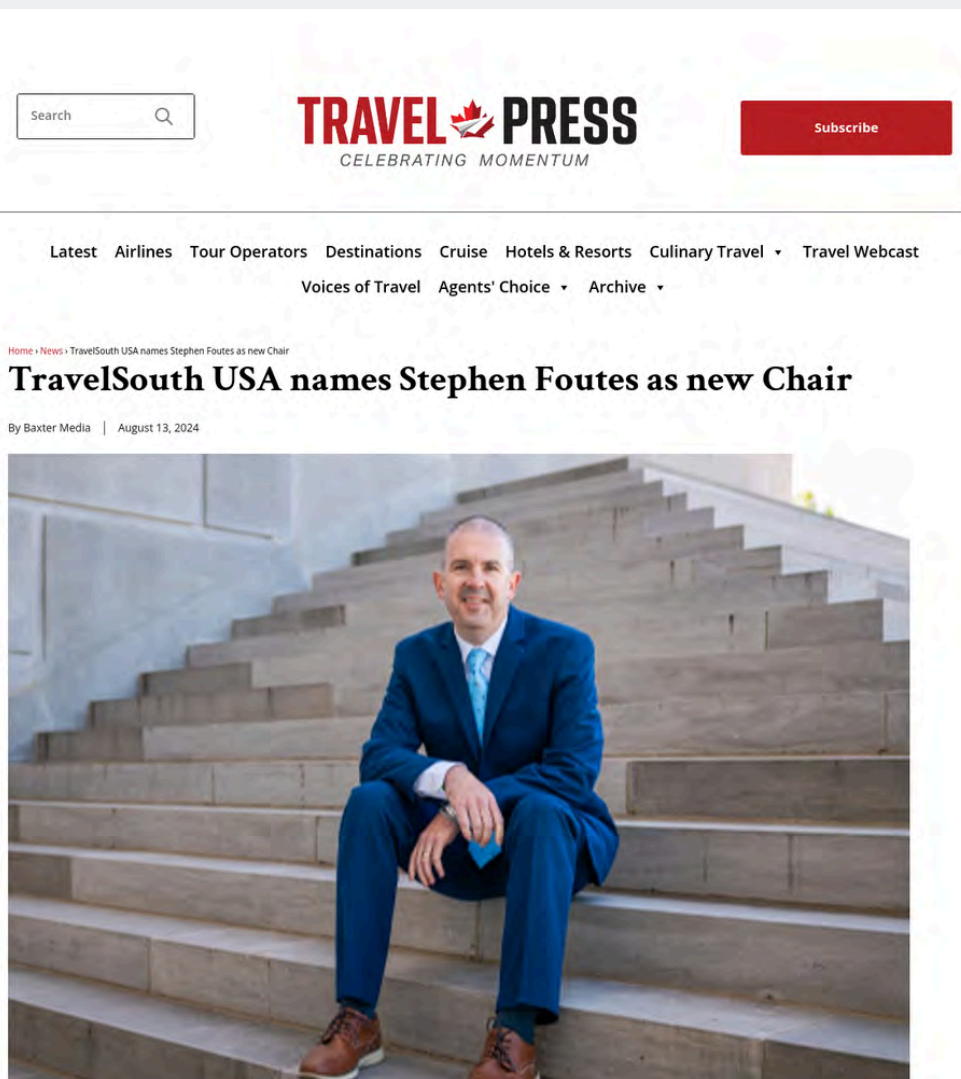 Search
TRAVEL PRESS
CELEBRATING MOMENTUM
Subscribe
Latest Airlines Tour Operators Destinations Cruise Hotels & Resorts Culinary Travel Travel Webcast
Voices of Travel Agents' Choice Archive
Home › News › TravelSouth USA names Stephen Foutes as new Chair
TravelSouth USA names Stephen Foutes as new Chair
By Baxter Media | August 13, 2024